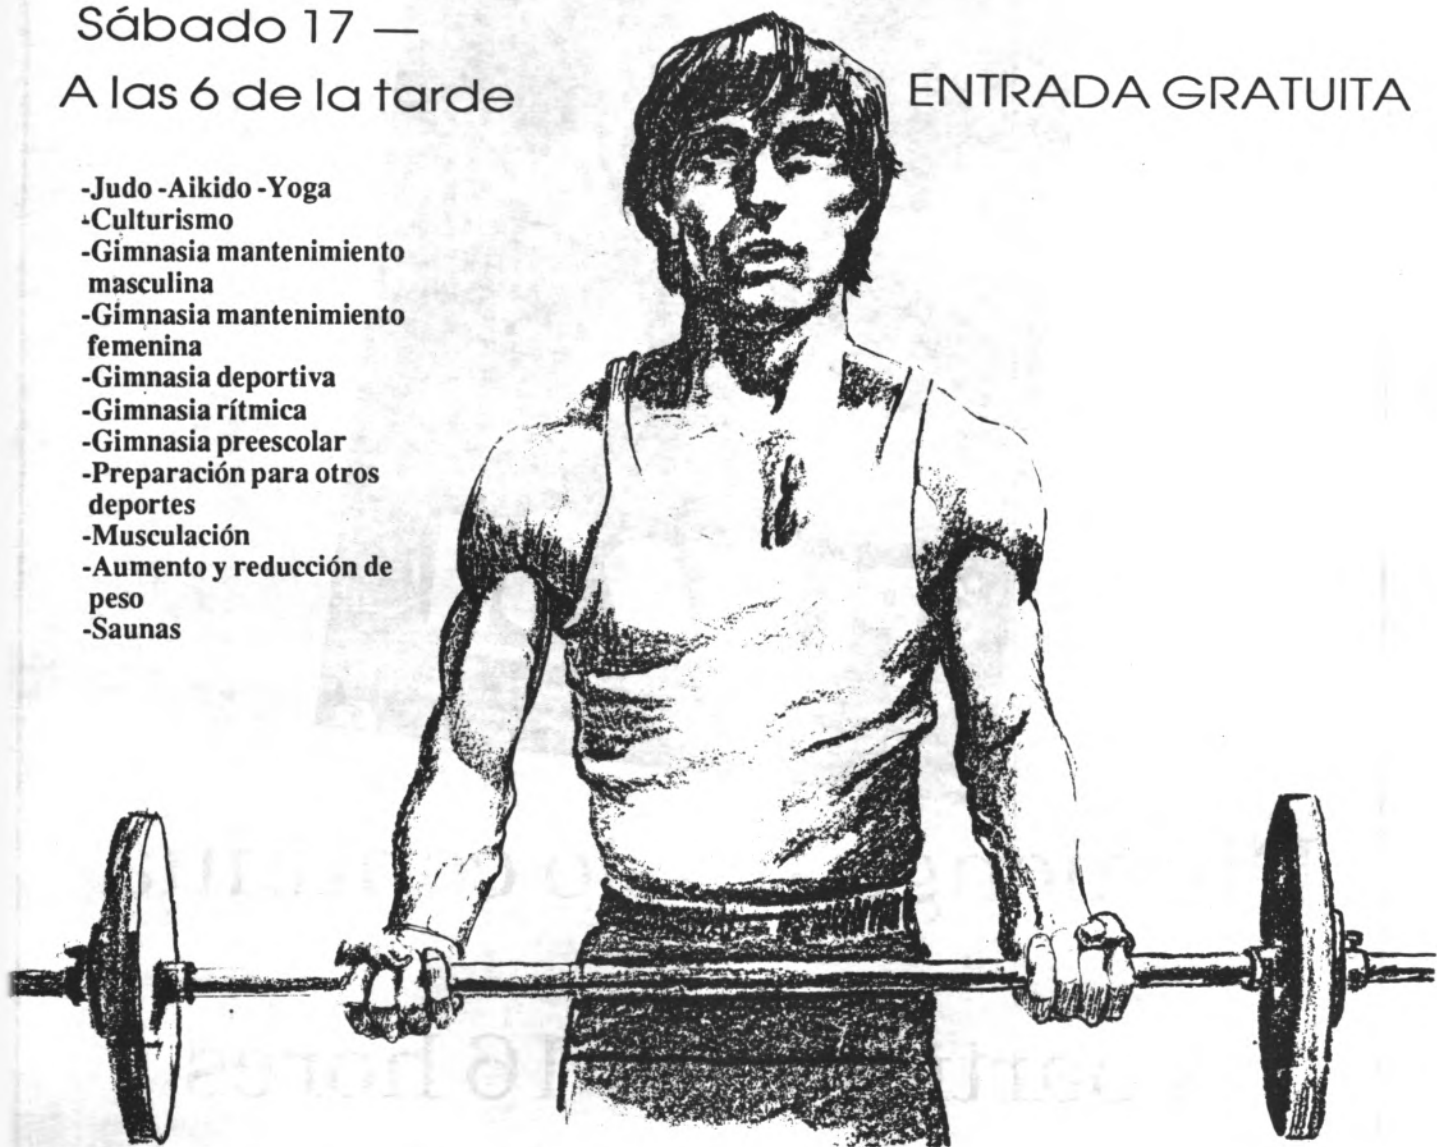 Sábado 17 —
A las 6 de la tarde
ENTRADA GRATUITA
-Judo -Aikido -Yoga
-Culturismo
-Gimnasia mantenimiento
masculina
-Gimnasia mantenimiento
femenina
-Gimnasia deportiva
-Gimnasia rítmica
-Gimnasia preescolar
-Preparación para otros
deportes
-Musculación
-Aumento y reducción de
peso
-Saunas